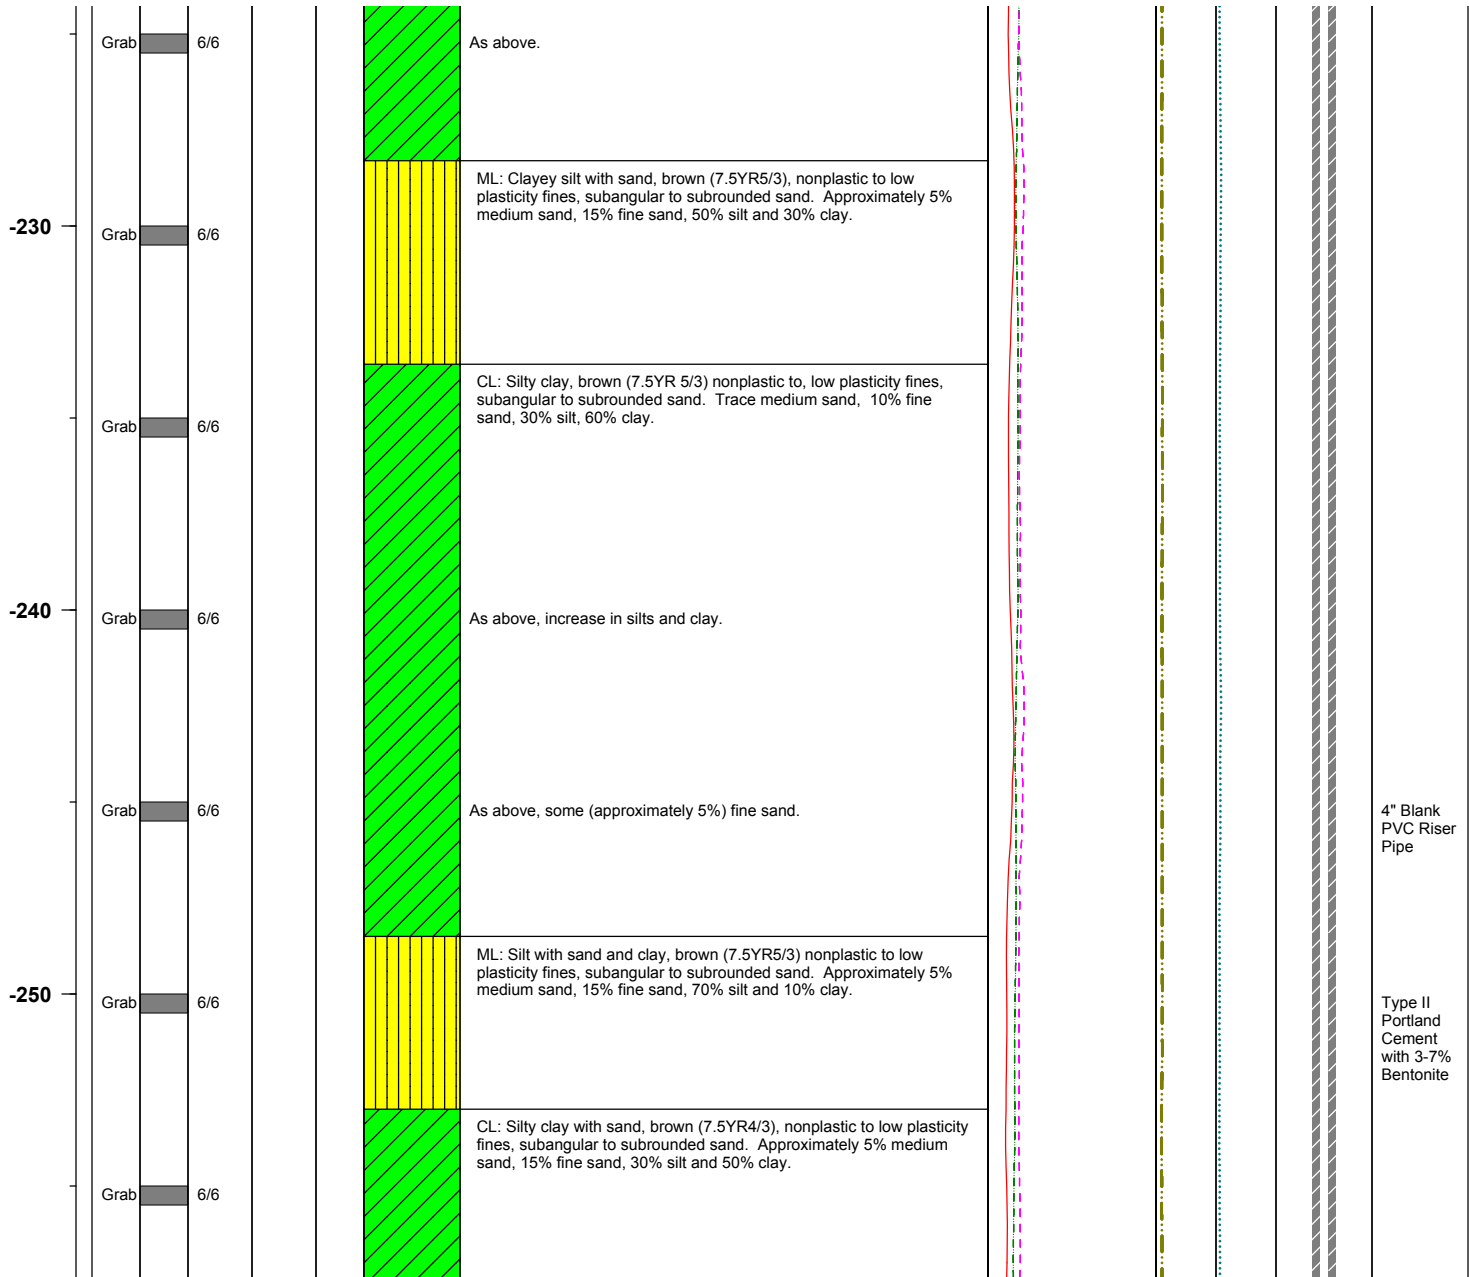 Grab 6/6 As above.
ML: Clayey silt with sand, brown (7.5YR5/3), nonplastic to low
plasticity fines, subangular to subrounded sand.  Approximately 5%
medium sand, 15% fine sand, 50% silt and 30% clay.
-230 Grab 6/6
CL: Silty clay, brown (7.5YR 5/3) nonplastic to, low plasticity fines,
subangular to subrounded sand.  Trace medium sand,  10% fine
sand, 30% silt, 60% clay.
Grab 6/6
-240 Grab 6/6 As above, increase in silts and clay.
Grab 6/6 As above, some (approximately 5%) fine sand.
4" Blank
PVC Riser
Pipe
ML: Silt with sand and clay, brown (7.5YR5/3) nonplastic to low
plasticity fines, subangular to subrounded sand.  Approximately 5%
medium sand, 15% fine sand, 70% silt and 10% clay.
-250 Grab 6/6
Type II
Portland
Cement
with 3-7%
Bentonite
CL: Silty clay with sand, brown (7.5YR4/3), nonplastic to low plasticity
fines, subangular to subrounded sand.  Approximately 5% medium
sand, 15% fine sand, 30% silt and 50% clay.
Grab 6/6